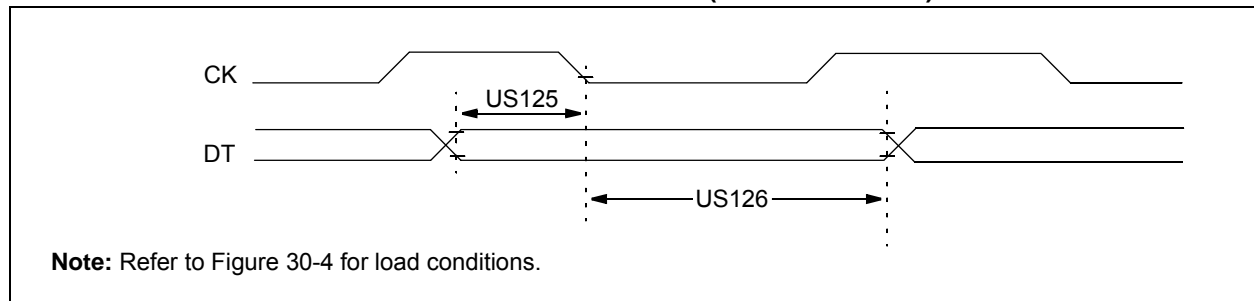 CK
US125
DT
US126
Note: Refer to Figure 30-4 for load conditions.